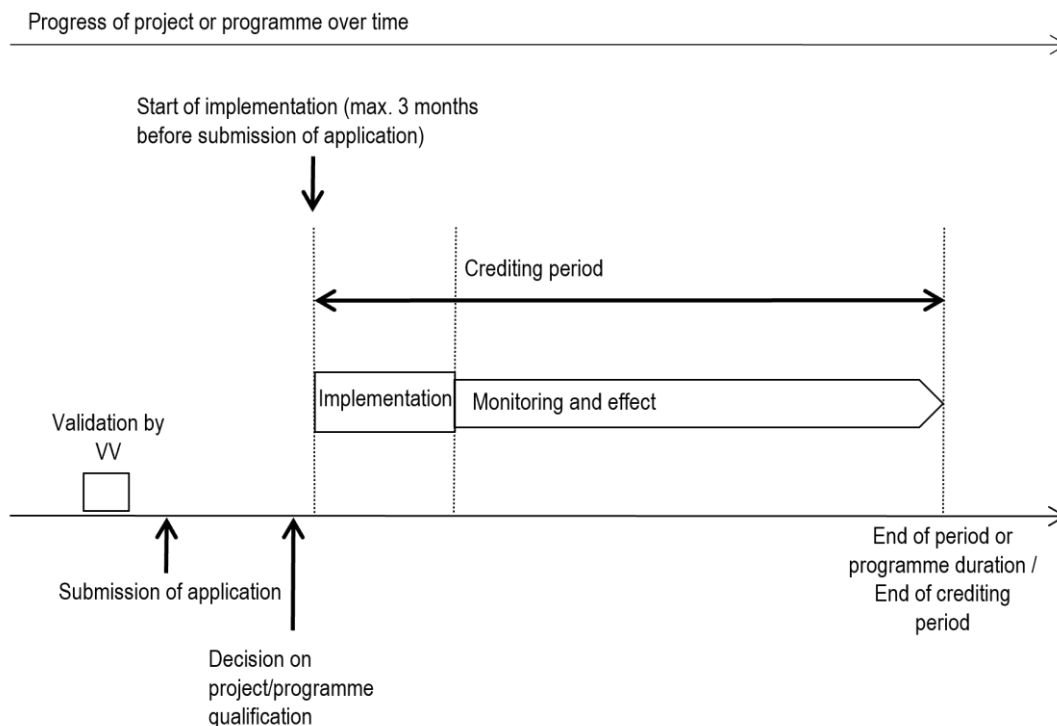 Progress of project or programme over time
Start of implementation (max. 3 months
before submission of application)
Crediting period
Implementation
Monitoring and effect
Validation by
VV
Submission of application
Decision on
project/programme
qualification
End of period or
programme duration /
End of crediting
period